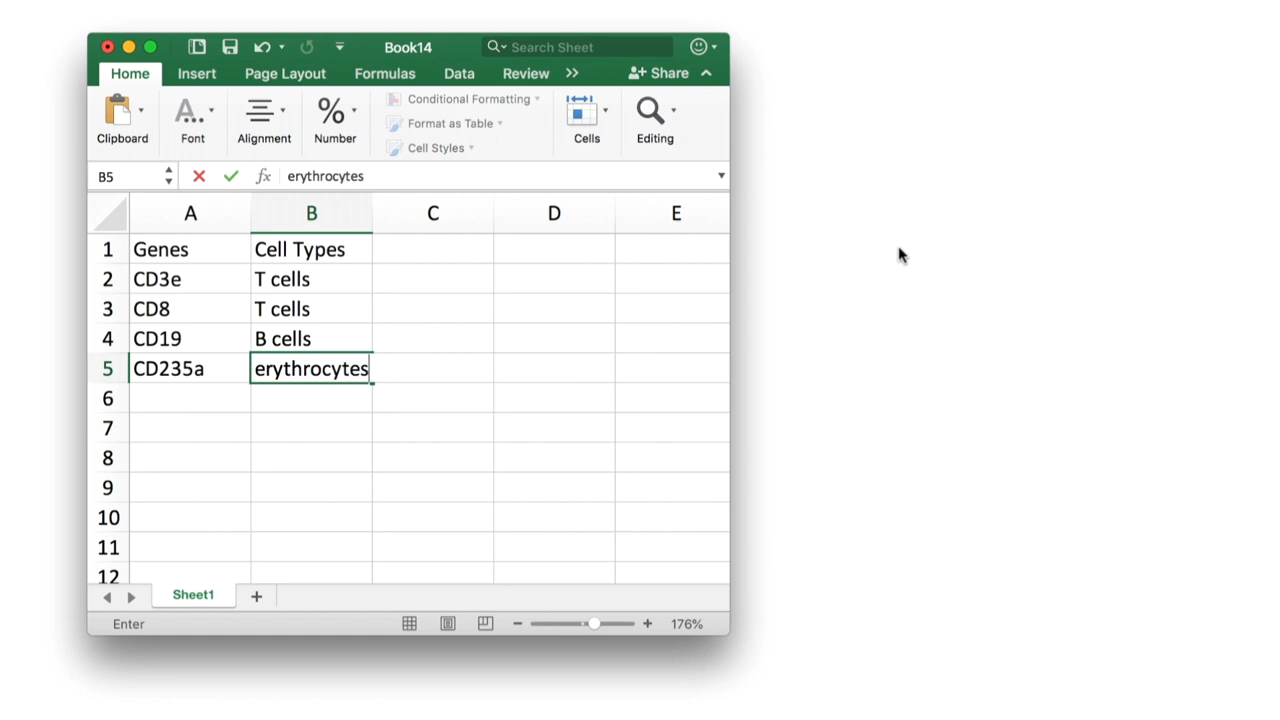 Book14
Search Sheet
Home Insert Page Layout Formulas Data Review >> Share
Conditional Formatting
Format as Table
Cell Styles
Clipboard Font Alignment Number Cells Editing
B5 fx erythrocytes
A B C D E
1 Genes Cell Types
2 CD3e T cells
3 CD8 T cells
4 CD19 B cells
5 CD235a erythrocytes
6
7
8
9
10
11
12
Sheet1 +
Enter 176%